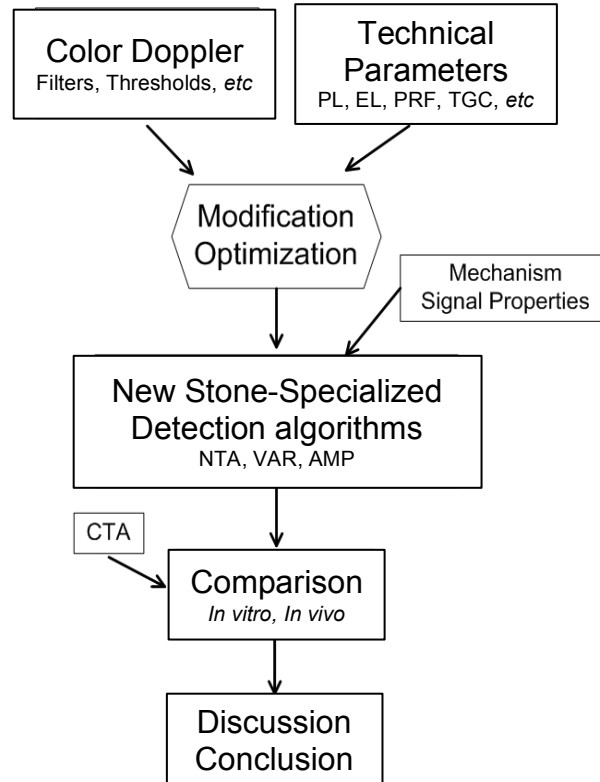 Color Doppler
Filters, Thresholds, etc
Technical
Parameters
PL, EL, PRF, TGC, etc
Modification
Optimization
Mechanism
Signal Properties
New Stone-Specialized
Detection algorithms
NTA, VAR, AMP
CTA
Comparison
In vitro, In vivo
Discussion
Conclusion